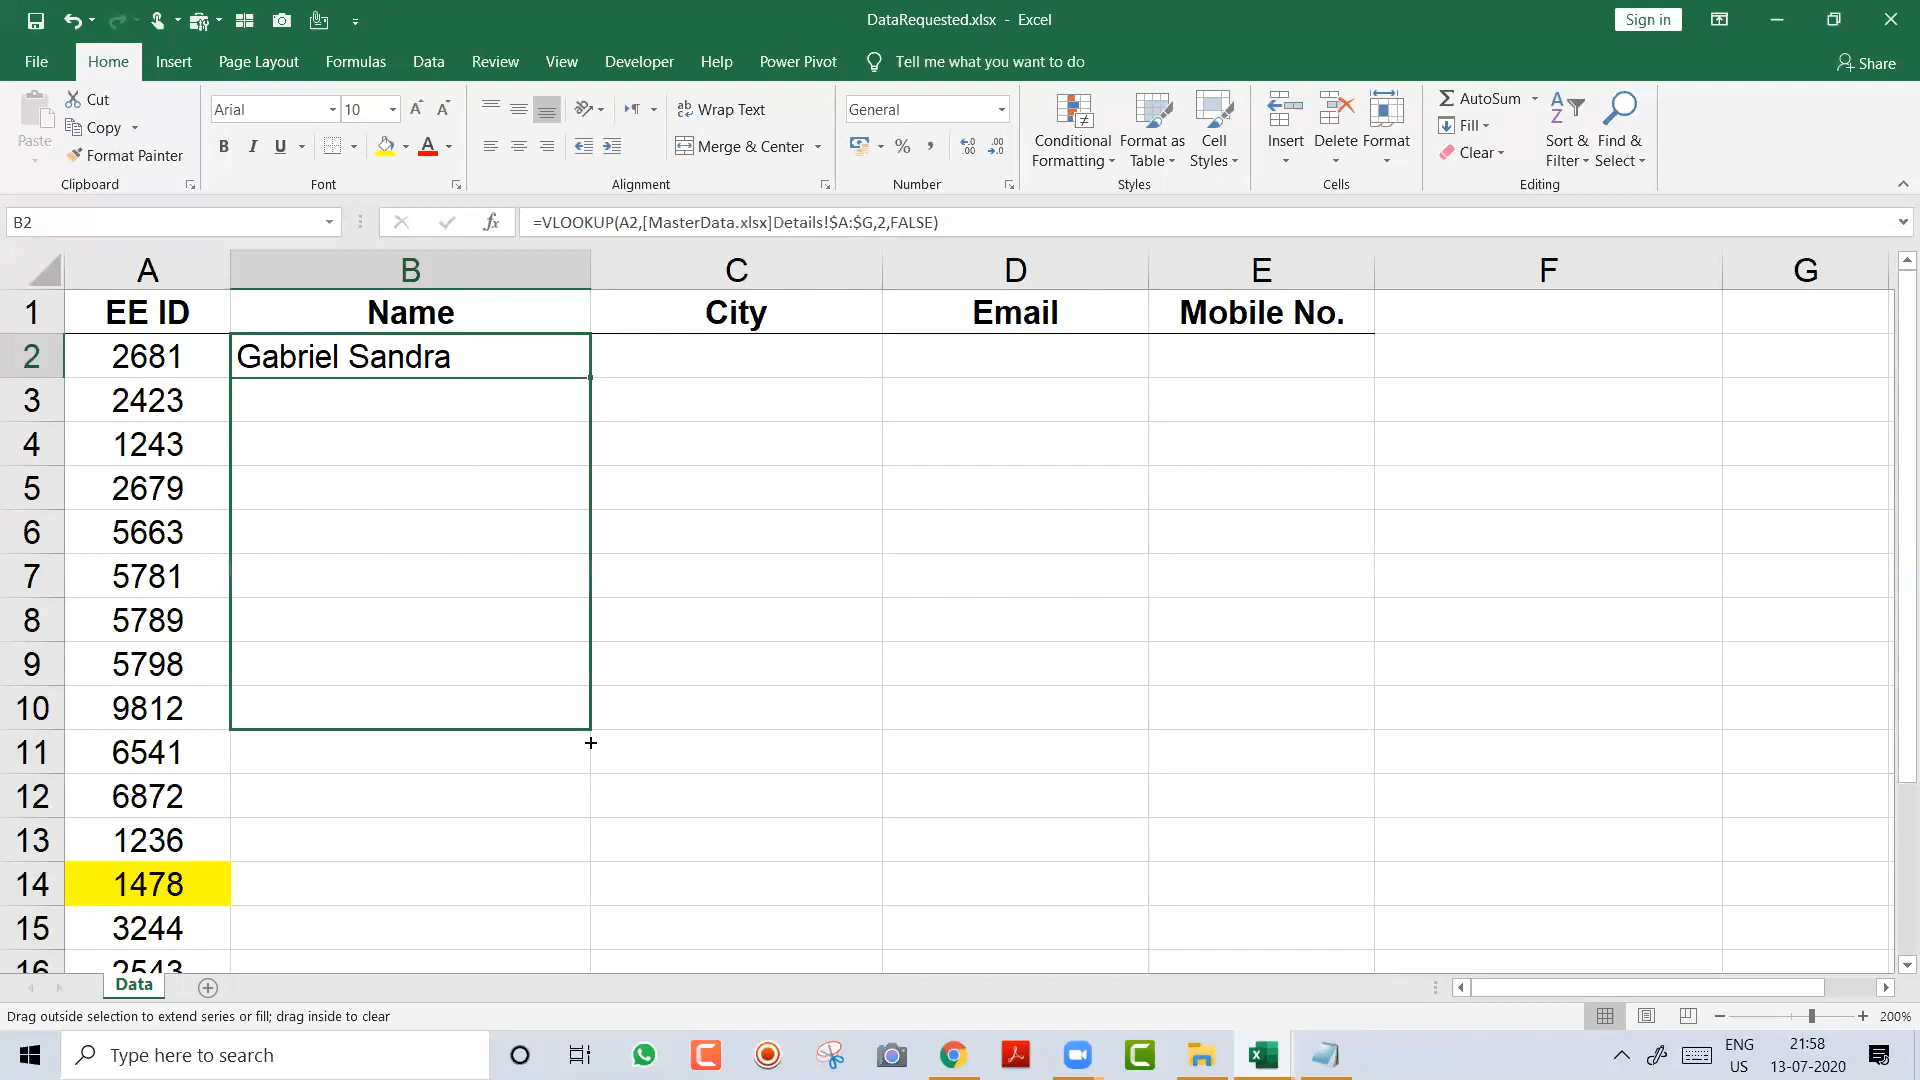 DataRequested.xlsx - Excel
Sign in
File Home Insert Page Layout Formulas Data Review View Developer Help Power Pivot Tell me what you want to do Share
Paste
Cut
Copy
Format Painter
Clipboard
Arial 10
B I U
Font
Wrap Text
Merge & Center
Alignment
General
Number
Conditional Formatting
Format as Table
Cell Styles
Styles
Insert Delete Format
Cells
AutoSum
Fill
Clear
Sort & Filter
Find & Select
Editing
B2 fx =VLOOKUP(A2,[MasterData.xlsx]Details!$A:$G,2,FALSE)
A B C D E F G
1 EE ID Name City Email Mobile No.
2 2681 Gabriel Sandra
3 2423
4 1243
5 2679
6 5663
7 5781
8 5789
9 5798
10 9812
11 6541
12 6872
13 1236
14 1478
15 3244
16 2543
Data
Drag outside selection to extend series or fill; drag inside to clear
200%
Type here to search
ENG US
21:58
13-07-2020